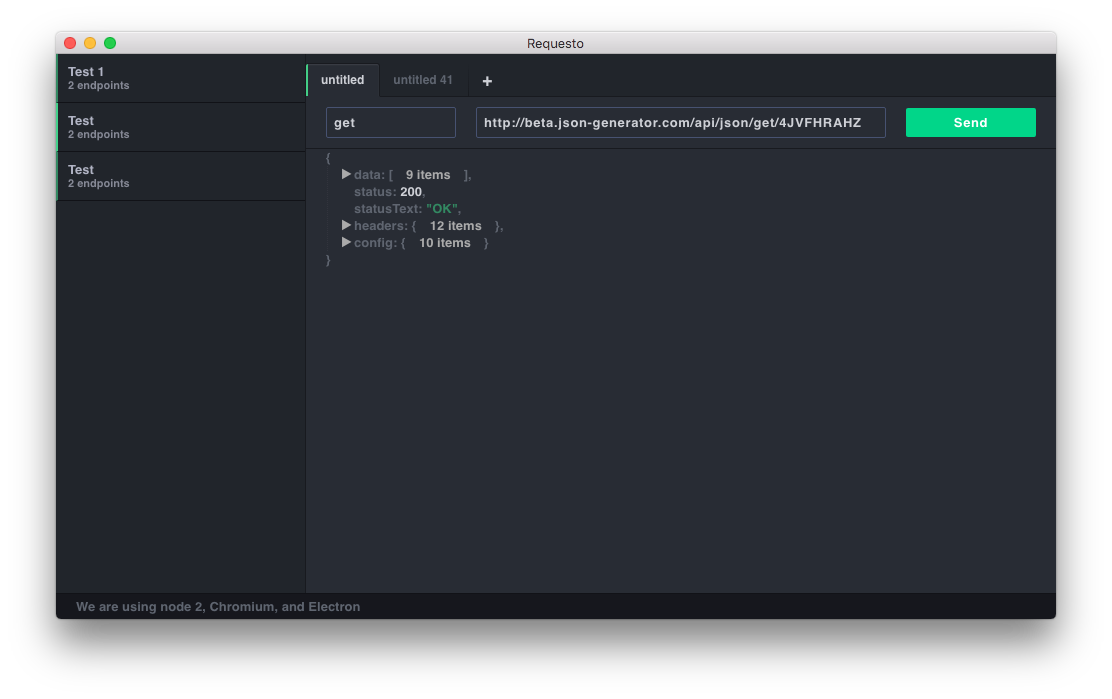 Requesto
Test 1
2 endpoints
Test
2 endpoints
Test
2 endpoints
untitled untitled 41 +
get http://beta.json-generator.com/api/json/get/4JVFHRAHZ Send
{
data: [ 9 items ],
status: 200,
statusText: "OK",
headers: { 12 items },
config: { 10 items }
}
We are using node 2, Chromium, and Electron